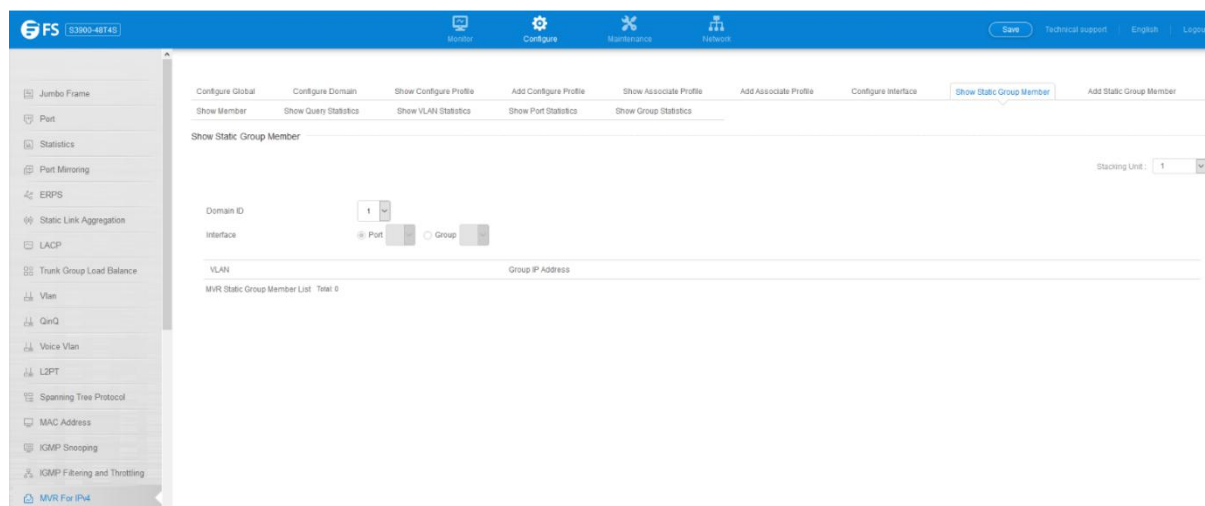 FS S3900-48T4S
Monitor Configure Maintenance Network
Save Technical support English Logou
Jumbo Frame
Port
Statistics
Port Mirroring
ERPS
Static Link Aggregation
LACP
Trunk Group Load Balance
Vlan
QinQ
Voice Vlan
L2PT
Spanning Tree Protocol
MAC Address
IGMP Snooping
IGMP Filtering and Throttling
MVR For IPv4
Configure Global Configure Domain Show Configure Profile Add Configure Profile Show Associate Profile Add Associate Profile Configure Interface Show Static Group Member Add Static Group Member
Show Member Show Query Statistics Show VLAN Statistics Show Port Statistics Show Group Statistics
Show Static Group Member
Stacking Unit : 1
Domain ID 1
Interface Port Group
VLAN Group IP Address
MVR Static Group Member List Total: 0